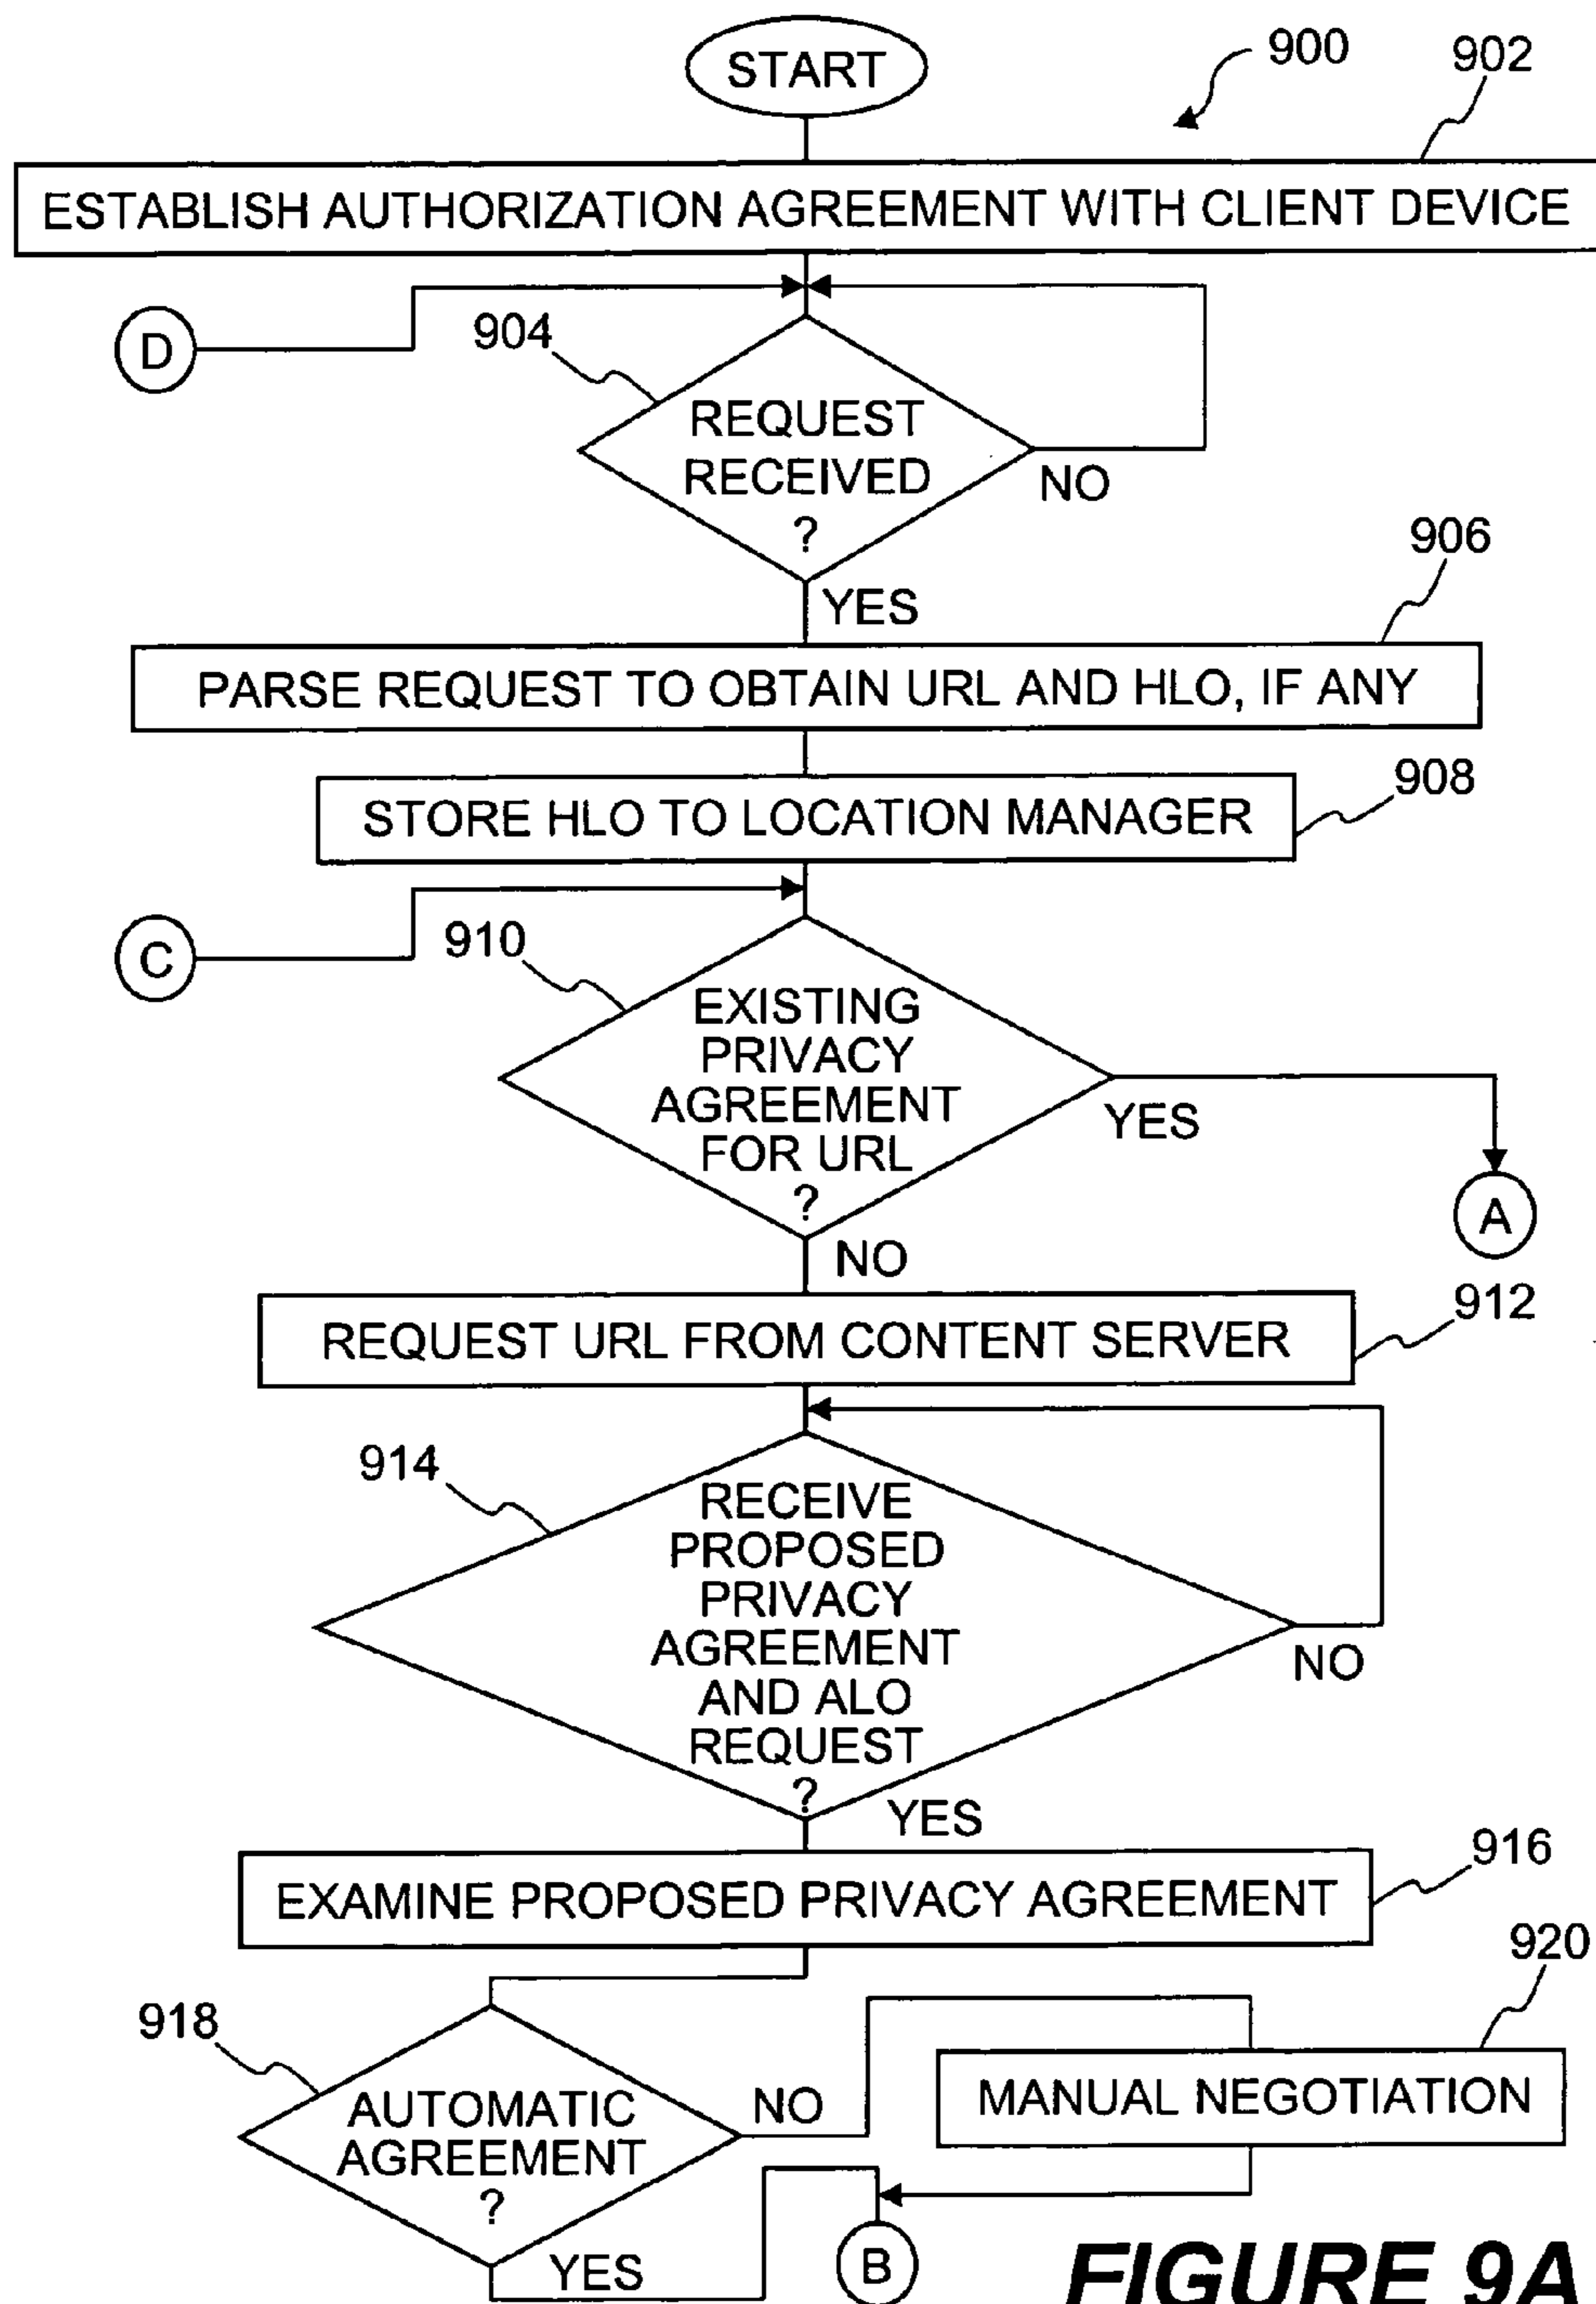 START
900
902
ESTABLISH AUTHORIZATION AGREEMENT WITH CLIENT DEVICE
D
904
REQUEST
RECEIVED
?
NO
YES
906
PARSE REQUEST TO OBTAIN URL AND HLO, IF ANY
908
STORE HLO TO LOCATION MANAGER
C
910
EXISTING
PRIVACY
AGREEMENT
FOR URL
?
YES
A
NO
912
REQUEST URL FROM CONTENT SERVER
914
RECEIVE
PROPOSED
PRIVACY
AGREEMENT
AND ALO
REQUEST
?
NO
YES
916
EXAMINE PROPOSED PRIVACY AGREEMENT
920
918
AUTOMATIC
AGREEMENT
?
NO
MANUAL NEGOTIATION
YES
B
FIGURE 9A